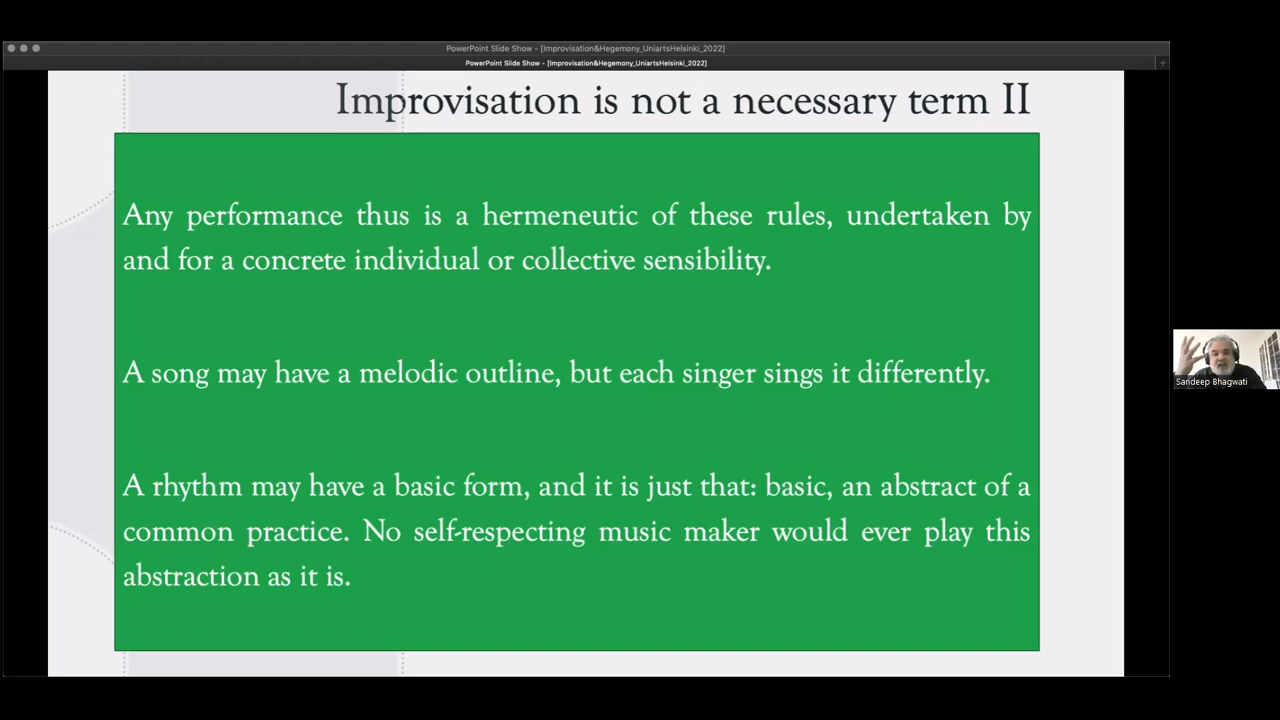 PowerPoint Slide Show - [Improvisation&Hegemony_UniartsHelsinki_2022]
PowerPoint Slide Show - [Improvisation&Hegemony_UniartsHelsinki_2022]
Improvisation is not a necessary term II
Any performance thus is a hermeneutic of these rules, undertaken by
and for a concrete individual or collective sensibility.
A song may have a melodic outline, but each singer sings it differently.
A rhythm may have a basic form, and it is just that: basic, an abstract of a
common practice. No self-respecting music maker would ever play this
abstraction as it is.
Sandeep Bhagwati